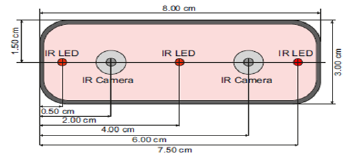 8.00 cm
1.50 cm
IR LED
IR LED
IR LED
3.00 cm
IR Camera
IR Camera
0.50 cm
2.00 cm
4.00 cm
6.00 cm
7.50 cm